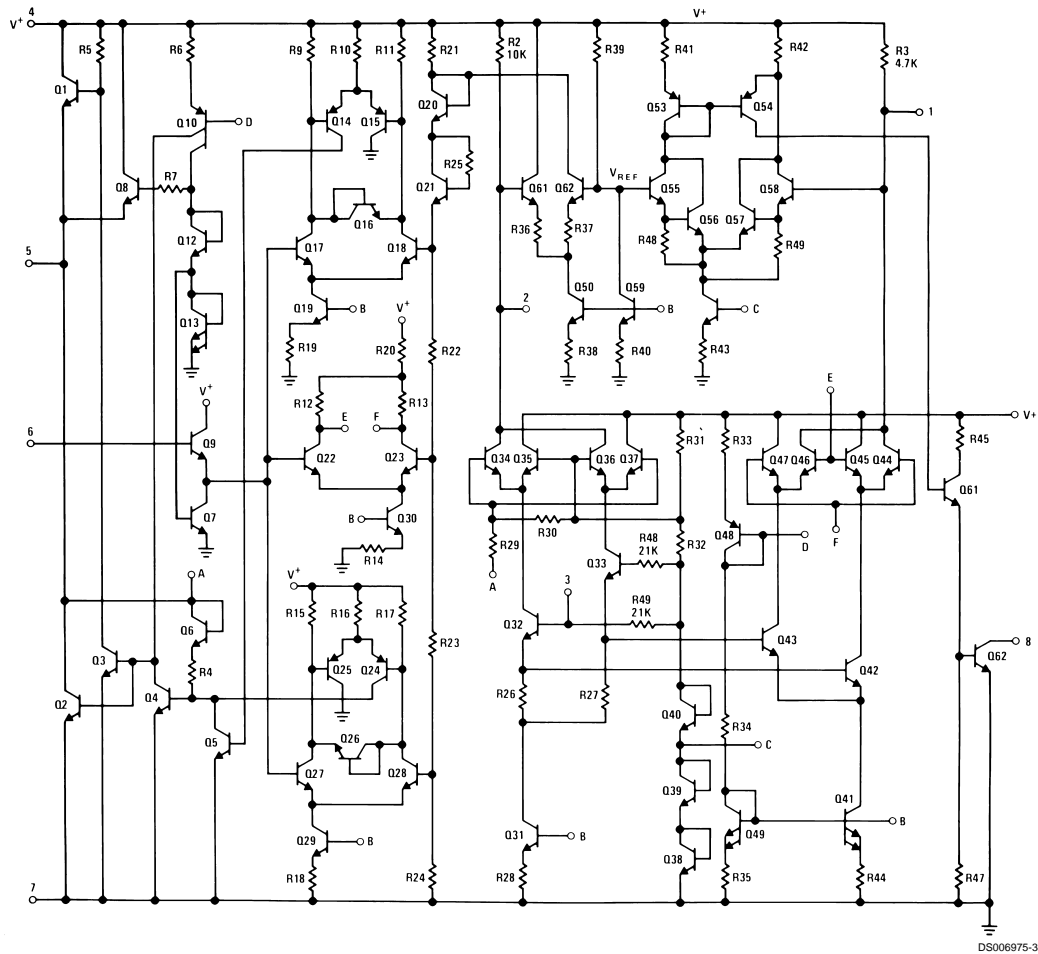 V+ 4
R5
R6
R9
R10
R11
R21
R2
10K
R39
R41
V+
R42
R3
4.7K
Q1
Q10
D
Q14
Q15
Q20
Q53
Q54
1
Q8
R7
R25
Q21
Q61
Q62
VREF
Q55
Q58
Q16
Q56
Q57
R36
R37
R48
R49
Q12
5
Q17
Q18
Q13
Q19
B
2
Q50
Q59
B
C
V+
R19
R20
R22
R38
R40
R43
V+
R12
R13
E
E
F
V+
6
Q9
Q22
Q23
Q34
Q35
Q36
Q37
R31
R33
Q47
Q46
Q45
Q44
R45
Q7
B
Q30
R30
Q61
R14
R29
A
R48
21K
R32
Q48
D
F
Q33
A
V+
3
R49
21K
R15
R16
R17
Q6
Q32
R23
Q43
8
Q3
R4
Q25
Q24
Q42
Q62
Q2
Q4
R26
R27
Q40
Q5
Q26
R34
C
Q27
Q28
Q39
Q41
Q29
B
Q31
B
Q49
B
Q38
R18
R24
R28
R35
R44
R47
7
DS006975-3